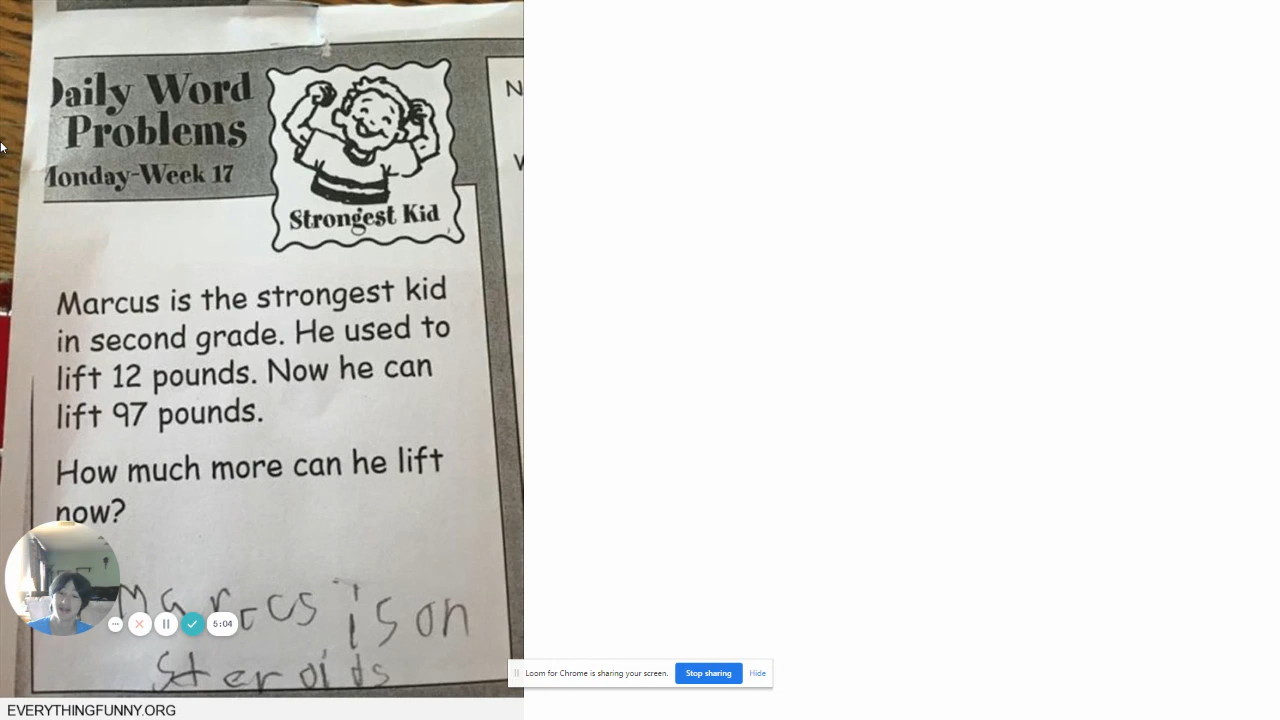 Daily Word
Problems
Monday-Week 17
Strongest Kid
Marcus is the strongest kid
in second grade. He used to
lift 12 pounds. Now he can
lift 97 pounds.
How much more can he lift
now?
Marcus is on
steroids
5:04
Loom for Chrome is sharing your screen.
Stop sharing
Hide
EVERYTHINGFUNNY.ORG